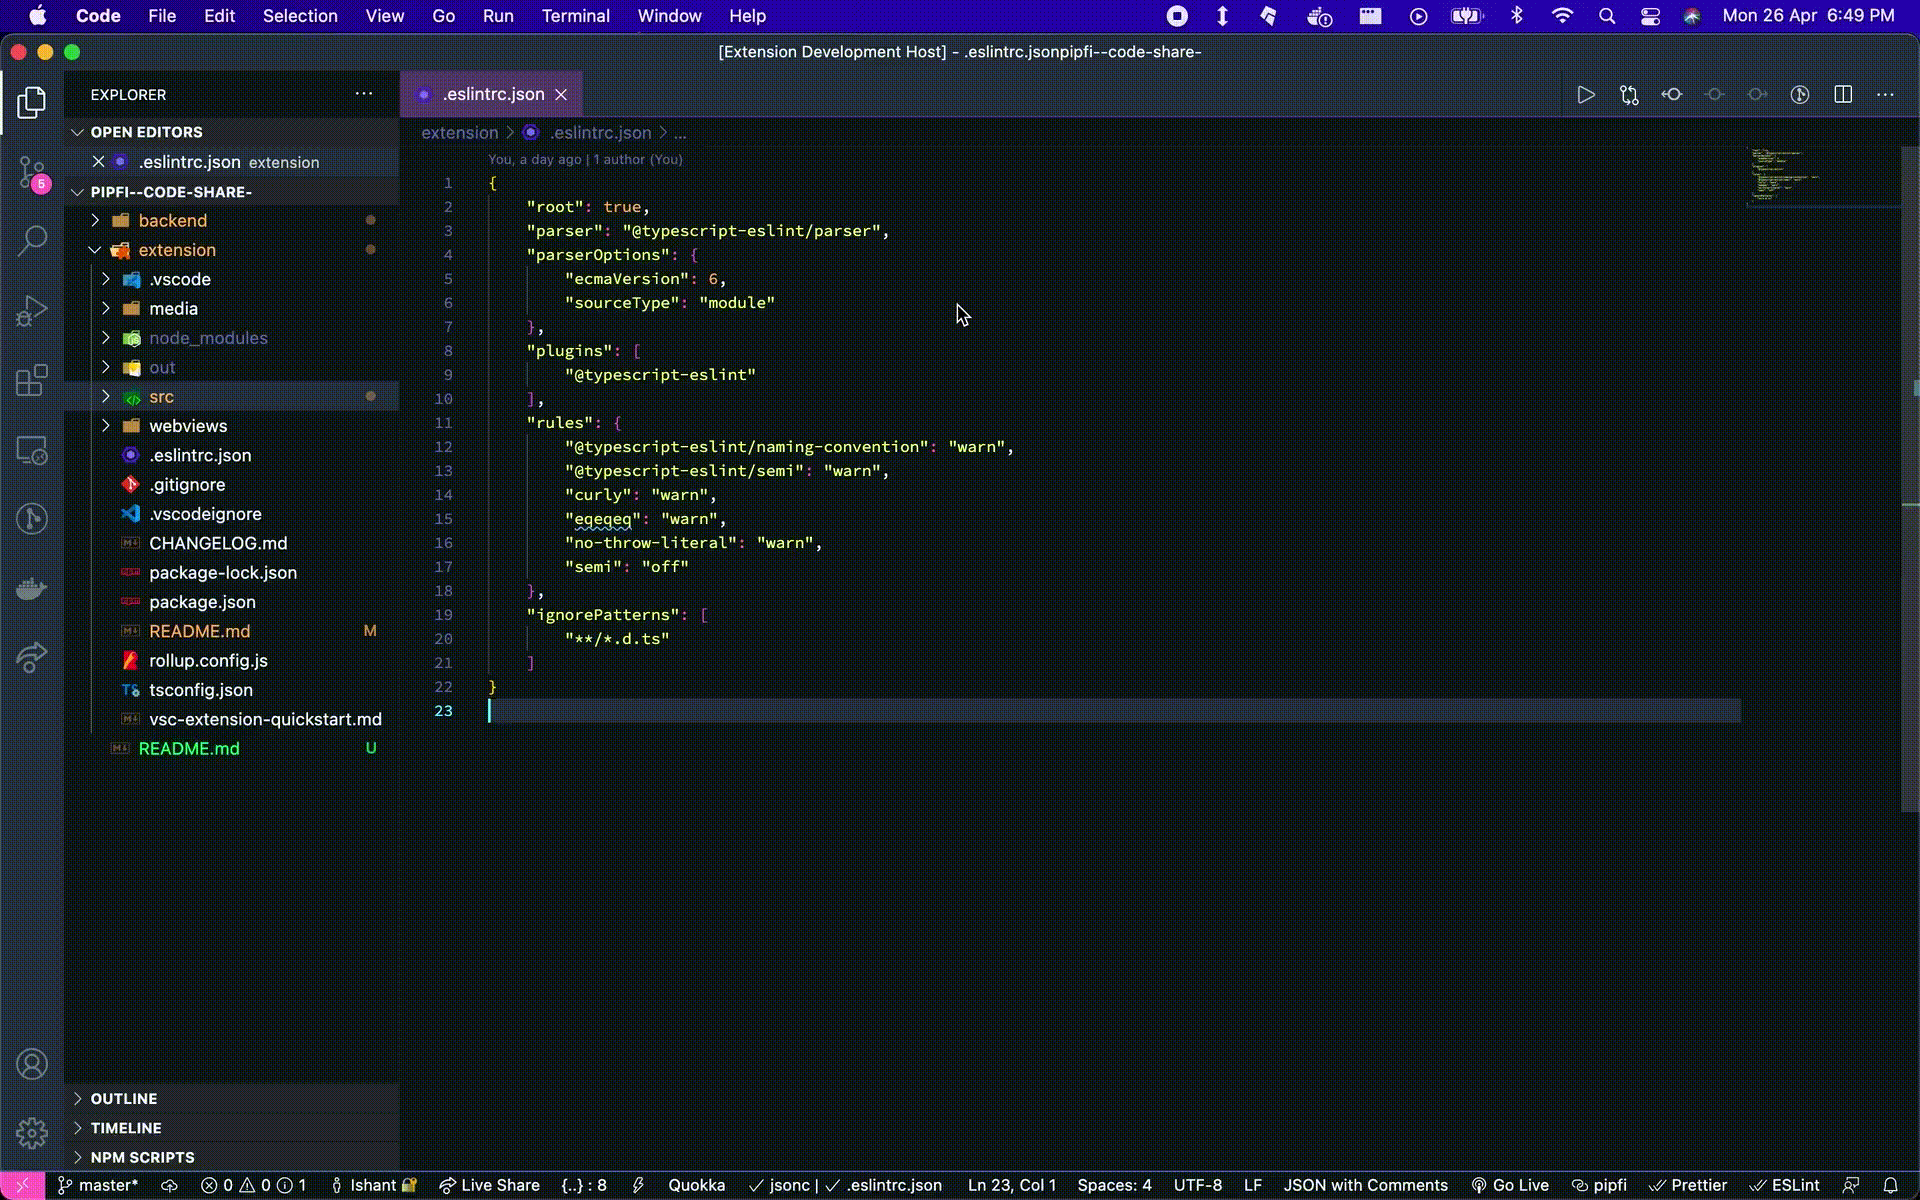 Code File Edit Selection View Go Run Terminal Window Help Mon 26 Apr 6:49 PM
[Extension Development Host] - .eslintrc.jsonpipfi--code-share-
EXPLORER ···
.eslintrc.json
OPEN EDITORS
.eslintrc.json extension
PIPFI--CODE-SHARE-
backend
extension
.vscode
media
node_modules
out
src
webviews
.eslintrc.json
.gitignore
.vscodeignore
CHANGELOG.md
package-lock.json
package.json
README.md M
rollup.config.js
tsconfig.json
vsc-extension-quickstart.md
README.md U
OUTLINE
TIMELINE
NPM SCRIPTS
5
extension > .eslintrc.json > ...
You, a day ago | 1 author (You)
1 {
2 "root": true,
3 "parser": "@typescript-eslint/parser",
4 "parserOptions": {
5 "ecmaVersion": 6,
6 "sourceType": "module"
7 },
8 "plugins": [
9 "@typescript-eslint"
10 ],
11 "rules": {
12 "@typescript-eslint/naming-convention": "warn",
13 "@typescript-eslint/semi": "warn",
14 "curly": "warn",
15 "eqeqeq": "warn",
16 "no-throw-literal": "warn",
17 "semi": "off"
18 },
19 "ignorePatterns": [
20 "**/*.d.ts"
21 ]
22 }
23
master* 0 0 1 Ishant Live Share {..} : 8 Quokka jsonc | .eslintrc.json Ln 23, Col 1 Spaces: 4 UTF-8 LF JSON with Comments Go Live pipfi Prettier ESLint